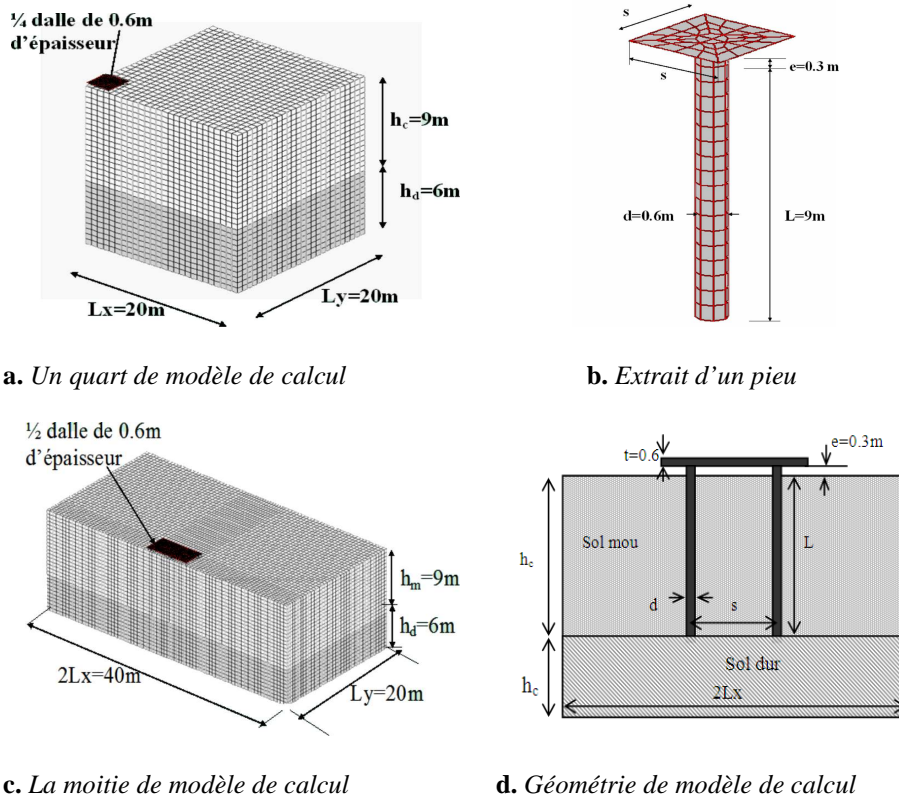 ¼ dalle de 0.6m
d'épaisseur
h_c=9m
h_d=6m
Lx=20m
Ly=20m
s
s
e=0.3 m
d=0.6m
L=9m
a. Un quart de modèle de calcul
b. Extrait d'un pieu
½ dalle de 0.6m
d'épaisseur
h_m=9m
h_d=6m
2Lx=40m
Ly=20m
t=0.6
e=0.3m
Sol mou
L
h_c
d
s
Sol dur
h_c
2Lx
c. La moitie de modèle de calcul
d. Géométrie de modèle de calcul